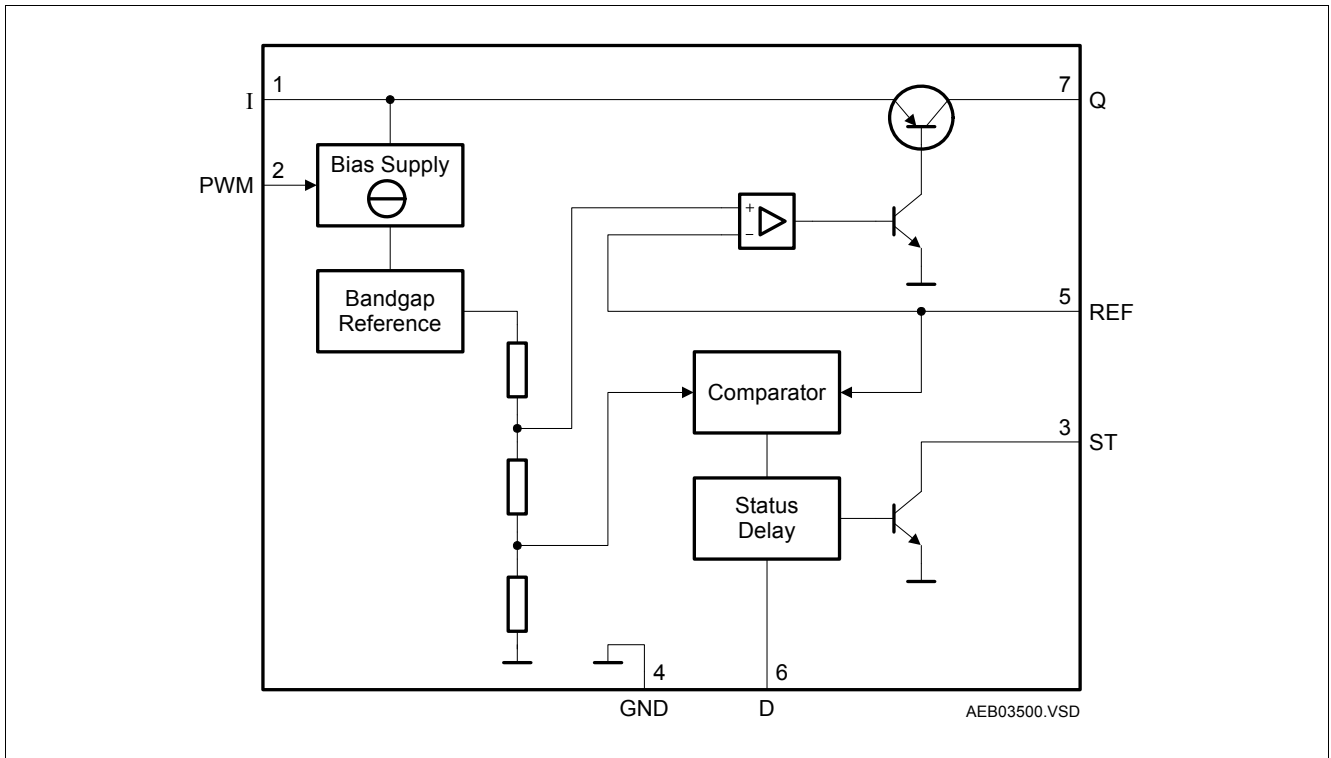 1
7
I
Q
Bias Supply
2
PWM
+
−
Bandgap
Reference
5
REF
Comparator
3
ST
Status
Delay
4
6
GND
D
AEB03500.VSD